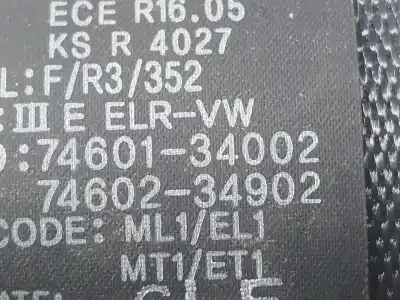 ECE R16.05
KS R 4027
L:F/R3/352
:III E ELR-VW
:74601-34002
74602-34902
CODE: ML1/EL1
MT1/ET1